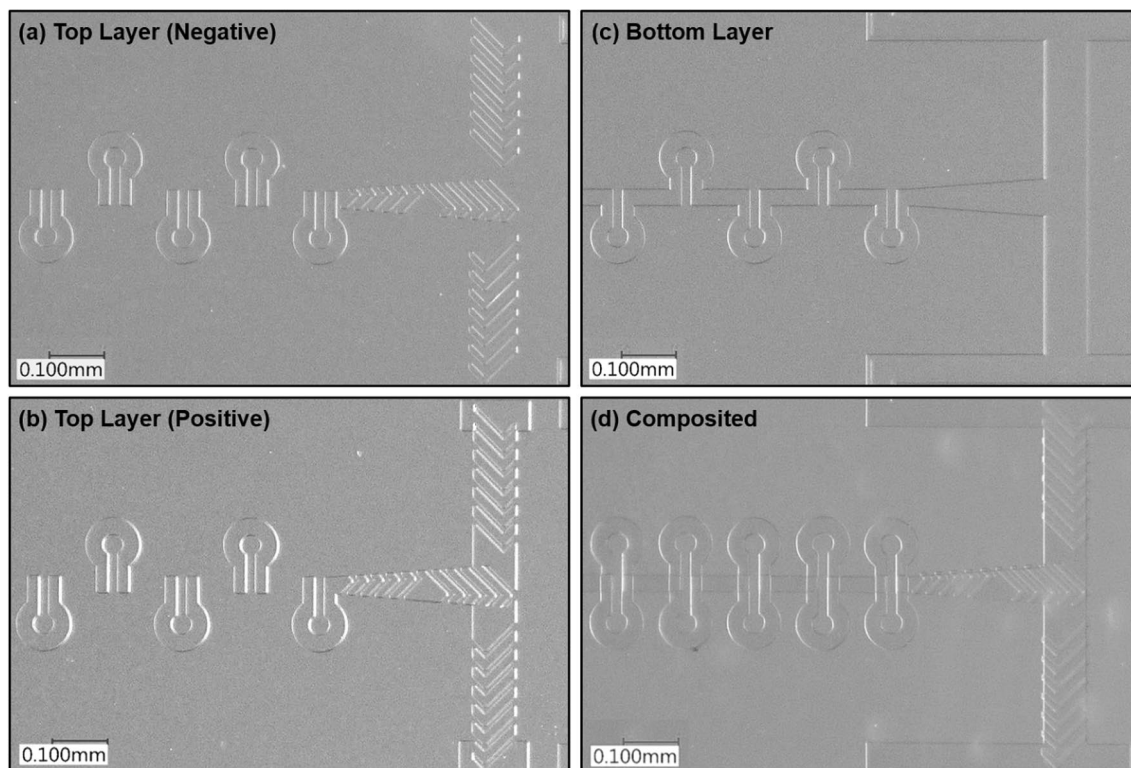 (a) Top Layer (Negative)
0.100mm
(c) Bottom Layer
0.100mm
(b) Top Layer (Positive)
0.100mm
(d) Composited
0.100mm